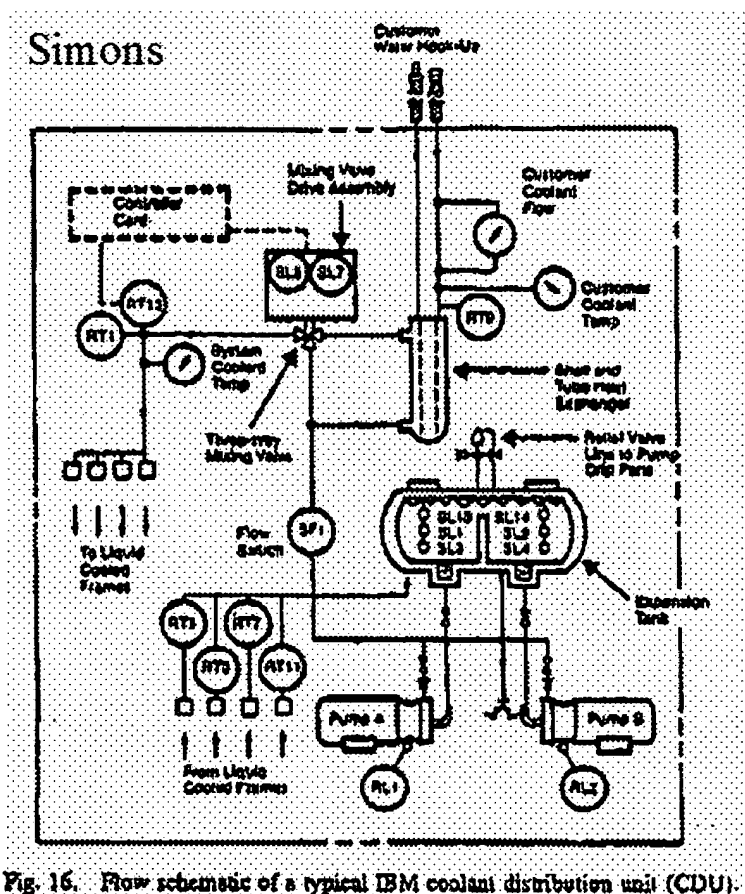 Simons
Customer
Water Hook-Up
Mixing Valve
Drive Assembly
Controller
Card
Customer
Coolant
Flow
SL6
SL7
RT12
RT1
RT9
Customer
Coolant
Temp
System
Coolant
Temp
Shell and
Tube Heat
Exchanger
Three-way
Mixing Valve
Relief Valve
Line to Pump
Drip Pans
Flow
Switch
SF1
SL13
SL14
SL1
SL2
SL3
SL4
To Liquid
Cooled
Frames
Expansion
Tank
RT7
RT11
Pump A
Pump B
From Liquid
Cooled Frames
RL1
RL2
Fig. 16. Flow schematic of a typical IBM coolant distribution unit (CDU)